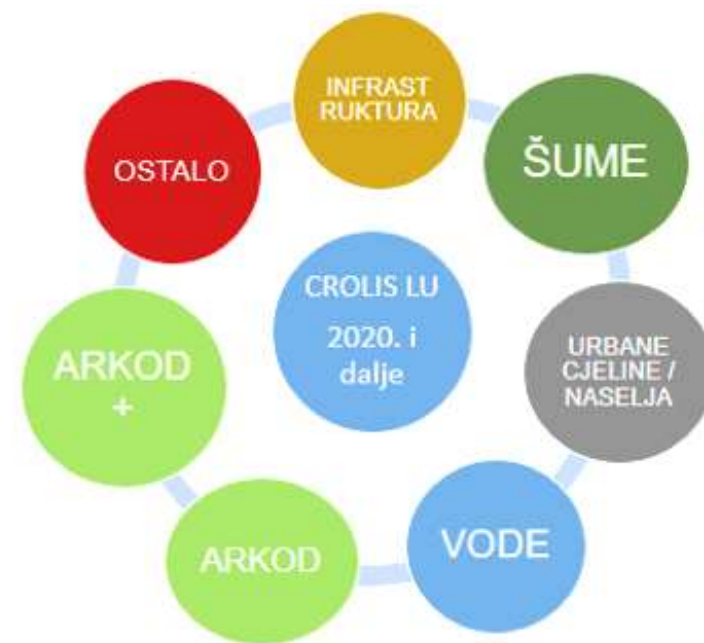 INFRAST
RUKTURA
ŠUME
URBANE
CJELINE /
NASELJA
VODE
ARKOD
ARKOD
+
OSTALO
CROLIS LU
2020. i
dalje